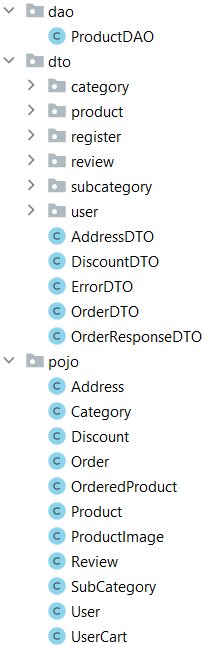 dao
C ProductDAO
dto
category
product
register
review
subcategory
user
C AddressDTO
C DiscountDTO
C ErrorDTO
C OrderDTO
C OrderResponseDTO
pojo
C Address
C Category
C Discount
C Order
C OrderedProduct
C Product
C ProductImage
C Review
C SubCategory
C User
C UserCart